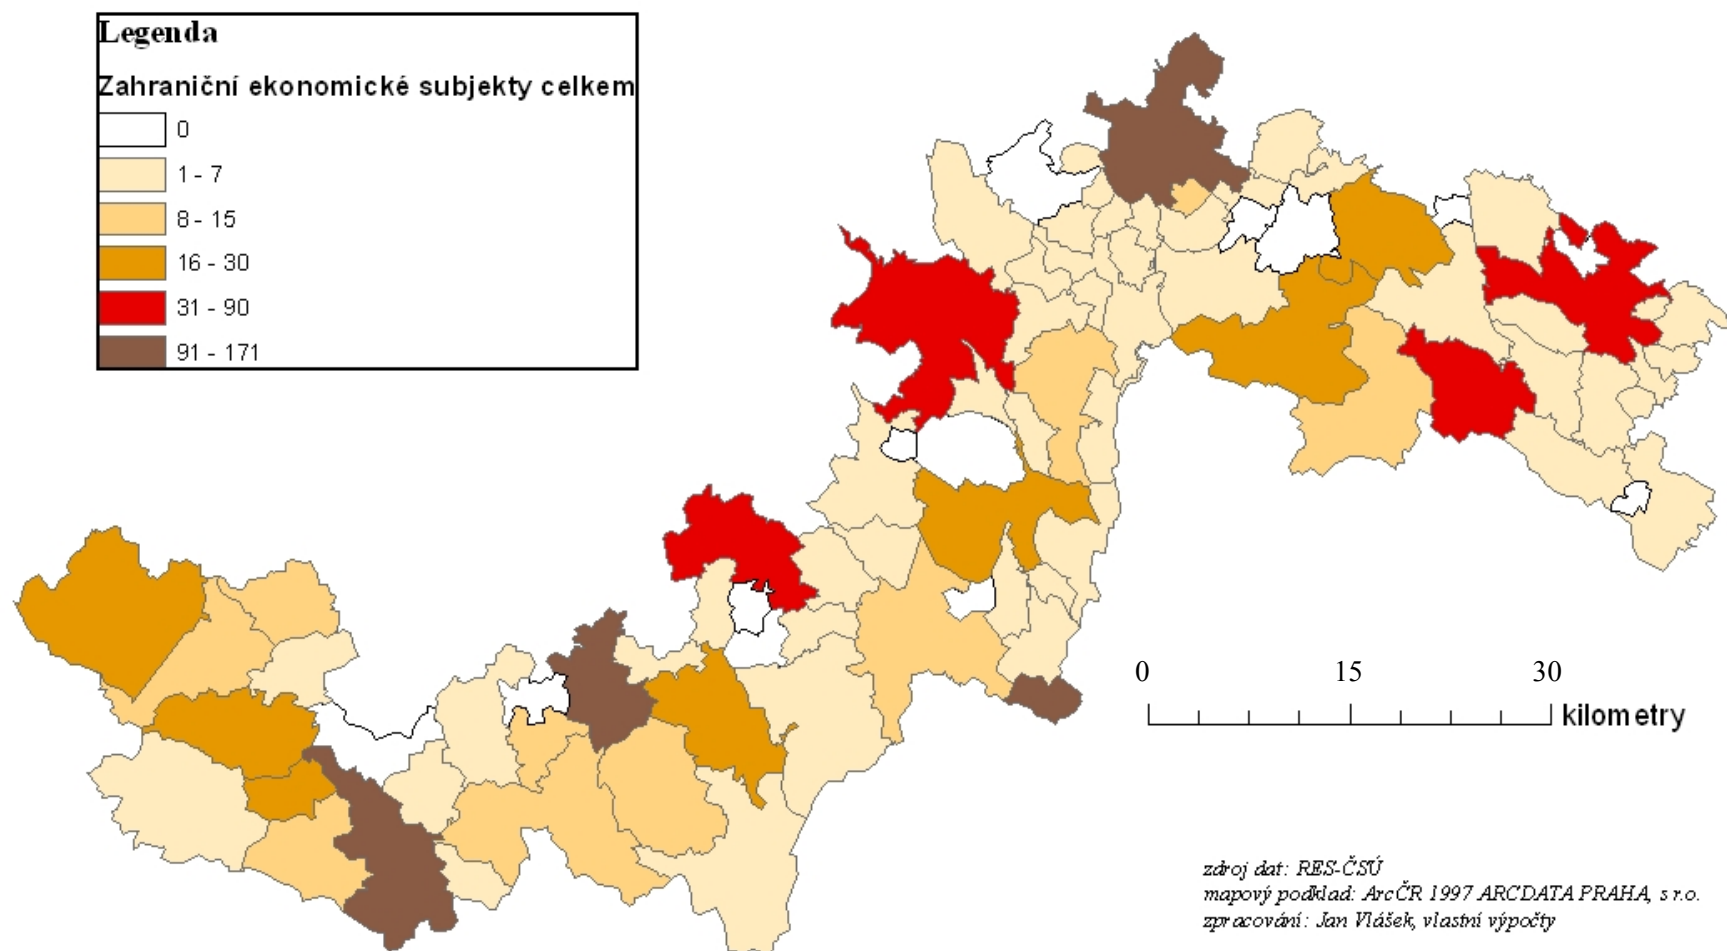 Legenda
Zahraniční ekonomické subjekty celkem
0
1 - 7
8 - 15
16 - 30
31 - 90
91 - 171
0 15 30
kilometry
zdroj dat: RES-ČSÚ
mapový podklad: ArcČR 1997 ARCDATA PRAHA, s r.o.
zpracování: Jan Vlášek, vlastní výpočty